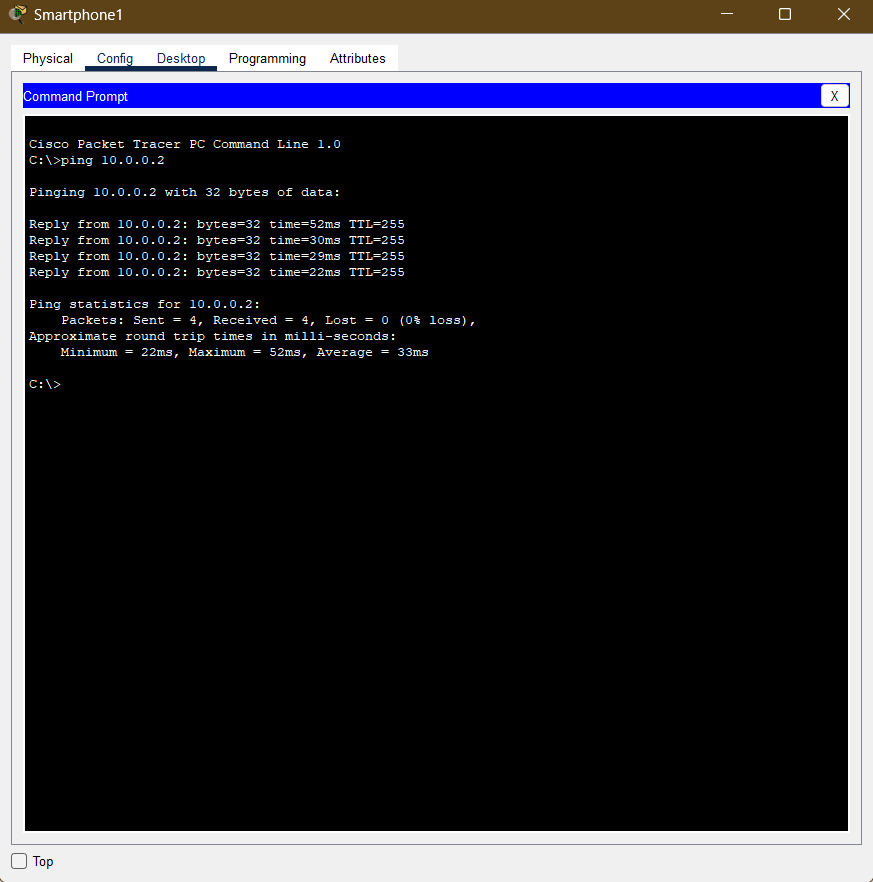 Smartphone1
Physical Config Desktop Programming Attributes
Command Prompt X
Cisco Packet Tracer PC Command Line 1.0
C:\>ping 10.0.0.2
Pinging 10.0.0.2 with 32 bytes of data:
Reply from 10.0.0.2: bytes=32 time=52ms TTL=255
Reply from 10.0.0.2: bytes=32 time=30ms TTL=255
Reply from 10.0.0.2: bytes=32 time=29ms TTL=255
Reply from 10.0.0.2: bytes=32 time=22ms TTL=255
Ping statistics for 10.0.0.2:
Packets: Sent = 4, Received = 4, Lost = 0 (0% loss),
Approximate round trip times in milli-seconds:
Minimum = 22ms, Maximum = 52ms, Average = 33ms
C:\>
Top